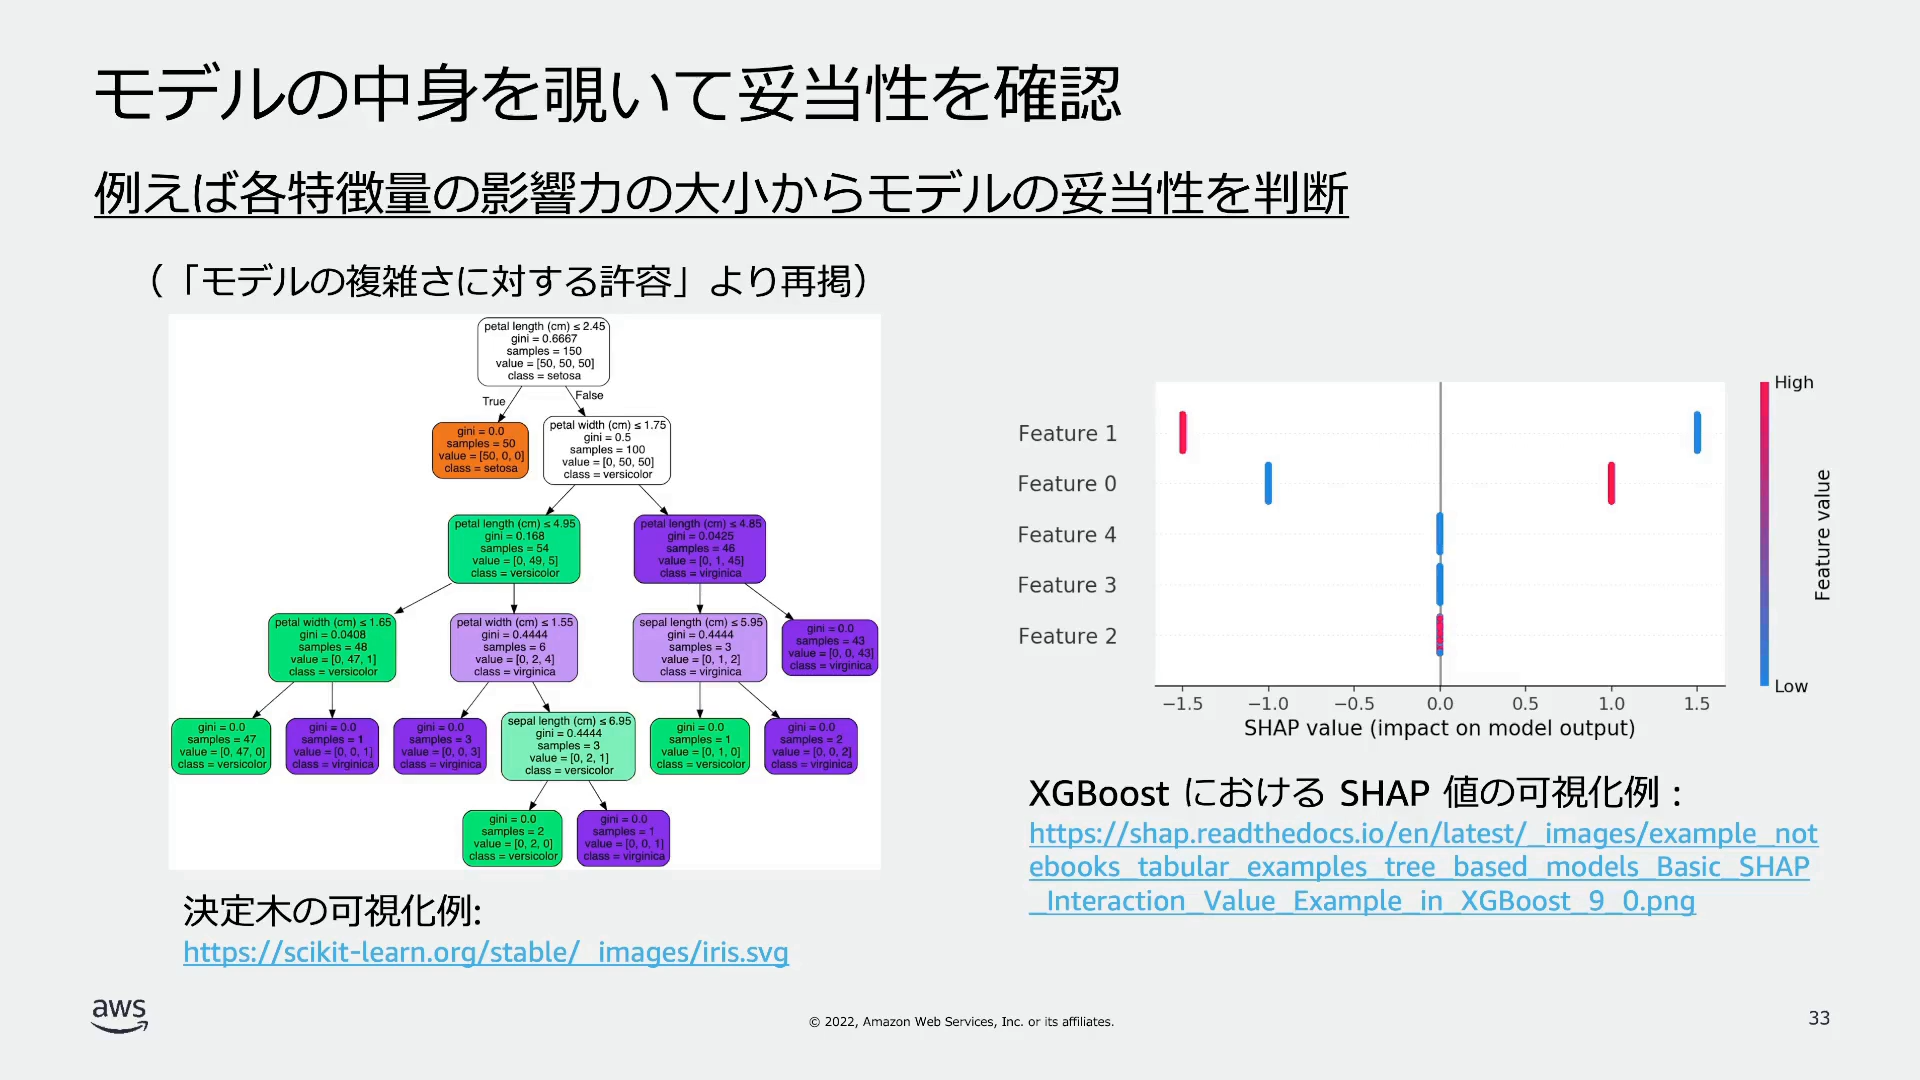 モデルの中身を覗いて妥当性を確認
例えば各特徴量の影響力の大小からモデルの妥当性を判断
（「モデルの複雑さに対する許容」より再掲）
petal length (cm) ≤ 2.45
gini = 0.6667
samples = 150
value = [50, 50, 50]
class = setosa
True
False
gini = 0.0
samples = 50
value = [50, 0, 0]
class = setosa
petal width (cm) ≤ 1.75
gini = 0.5
samples = 100
value = [0, 50, 50]
class = versicolor
petal length (cm) ≤ 4.95
gini = 0.168
samples = 54
value = [0, 49, 5]
class = versicolor
petal length (cm) ≤ 4.85
gini = 0.0425
samples = 46
value = [0, 1, 45]
class = virginica
petal width (cm) ≤ 1.65
gini = 0.0408
samples = 48
value = [0, 47, 1]
class = versicolor
petal width (cm) ≤ 1.55
gini = 0.4444
samples = 6
value = [0, 2, 4]
class = virginica
sepal length (cm) ≤ 5.95
gini = 0.4444
samples = 3
value = [0, 1, 2]
class = virginica
gini = 0.0
samples = 43
value = [0, 0, 43]
class = virginica
gini = 0.0
samples = 47
value = [0, 47, 0]
class = versicolor
gini = 0.0
samples = 1
value = [0, 0, 1]
class = virginica
gini = 0.0
samples = 3
value = [0, 0, 3]
class = virginica
sepal length (cm) ≤ 6.95
gini = 0.4444
samples = 3
value = [0, 2, 1]
class = versicolor
gini = 0.0
samples = 1
value = [0, 1, 0]
class = versicolor
gini = 0.0
samples = 2
value = [0, 0, 2]
class = virginica
gini = 0.0
samples = 2
value = [0, 2, 0]
class = versicolor
gini = 0.0
samples = 1
value = [0, 0, 1]
class = virginica
決定木の可視化例:
https://scikit-learn.org/stable/_images/iris.svg
High
Feature 1
Feature 0
Feature 4
Feature 3
Feature 2
Feature value
Low
−1.5 −1.0 −0.5 0.0 0.5 1.0 1.5
SHAP value (impact on model output)
XGBoost における SHAP 値の可視化例 :
https://shap.readthedocs.io/en/latest/_images/example_not
ebooks_tabular_examples_tree_based_models_Basic_SHAP
_Interaction_Value_Example_in_XGBoost_9_0.png
aws
© 2022, Amazon Web Services, Inc. or its affiliates.
33